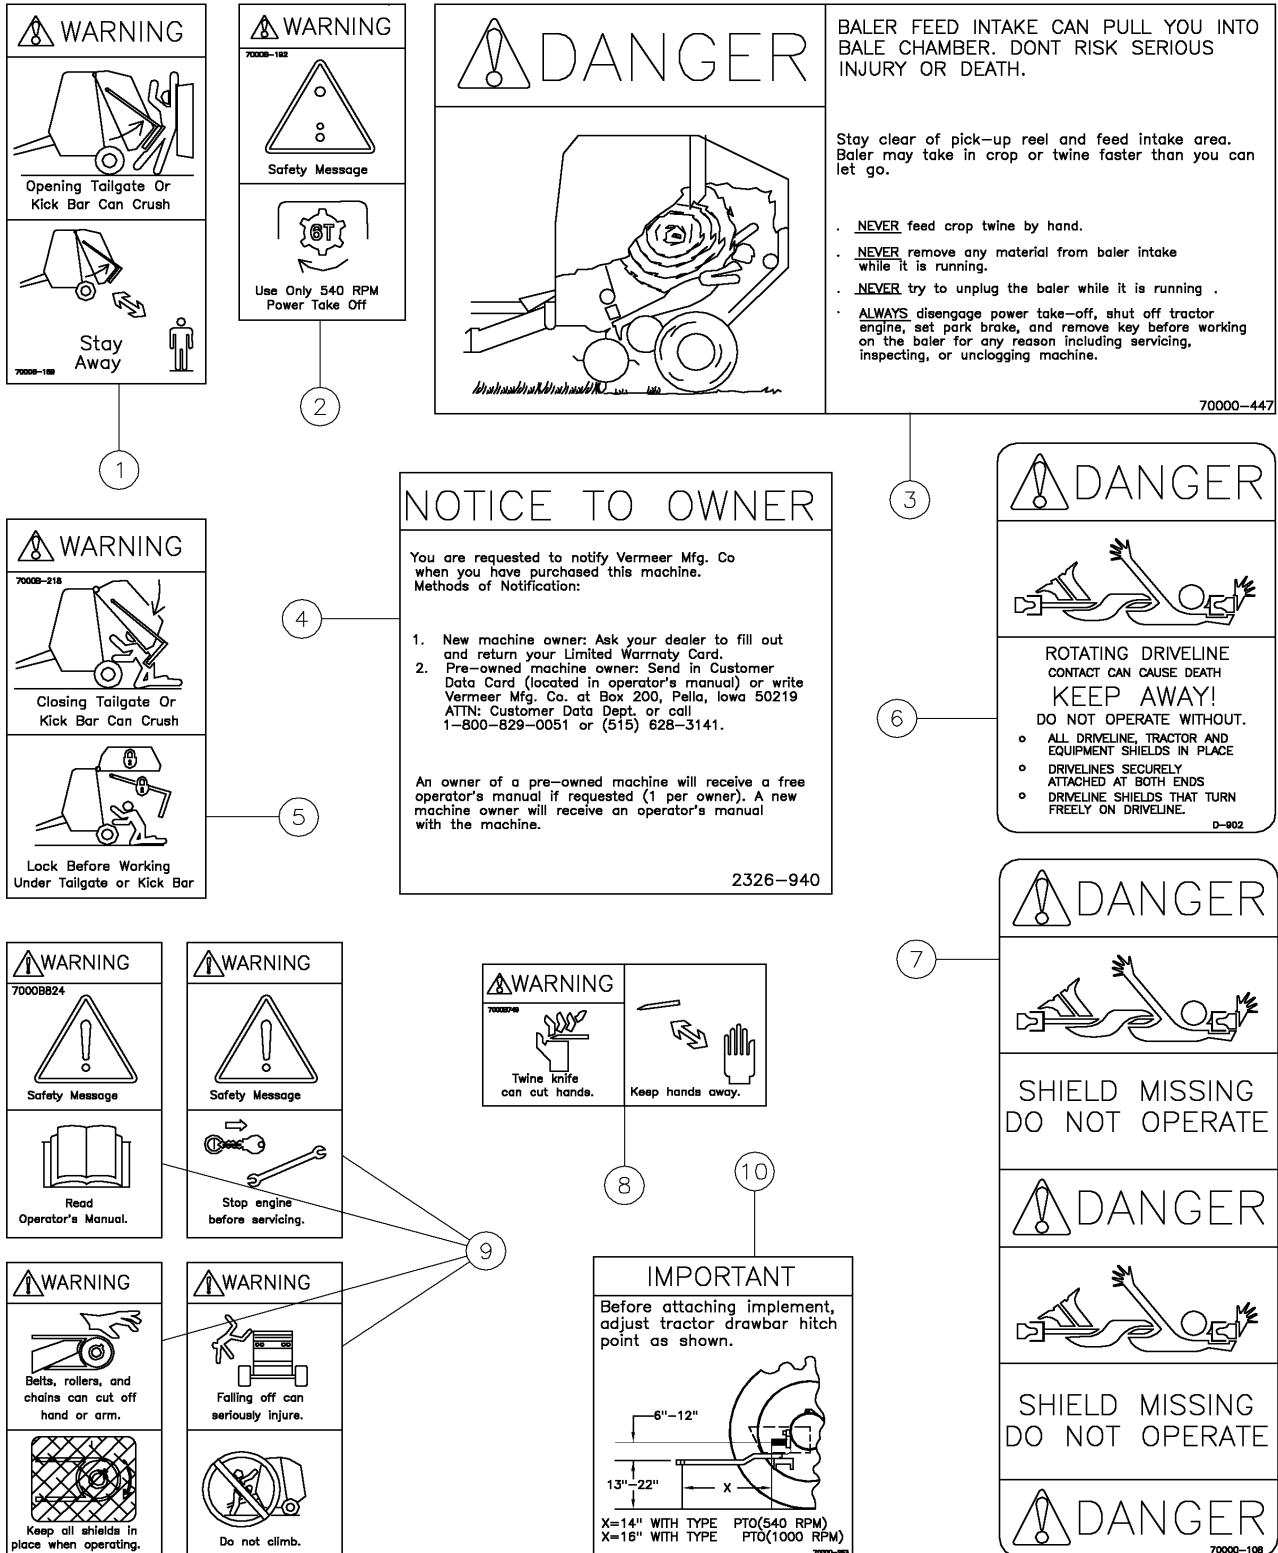 WARNING
Opening Tailgate Or
Kick Bar Can Crush
Stay
Away
1
WARNING
7000B-192
Safety Message
6T
Use Only 540 RPM
Power Take Off
2
DANGER
BALER FEED INTAKE CAN PULL YOU INTO
BALE CHAMBER. DONT RISK SERIOUS
INJURY OR DEATH.
Stay clear of pick-up reel and feed intake area.
Baler may take in crop or twine faster than you can
let go.
. NEVER feed crop twine by hand.
. NEVER remove any material from baler intake
while it is running.
. NEVER try to unplug the baler while it is running .
. ALWAYS disengage power take-off, shut off tractor
engine, set park brake, and remove key before working
on the baler for any reason including servicing,
inspecting, or unclogging machine.
70000-447
3
NOTICE TO OWNER
You are requested to notify Vermeer Mfg. Co
when you have purchased this machine.
Methods of Notification:
1. New machine owner: Ask your dealer to fill out
and return your Limited Warrnaty Card.
2. Pre-owned machine owner: Send in Customer
Data Card (located in operator's manual) or write
Vermeer Mfg. Co. at Box 200, Pella, Iowa 50219
ATTN: Customer Data Dept. or call
1-800-829-0051 or (515) 628-3141.
An owner of a pre-owned machine will receive a free
operator's manual if requested (1 per owner). A new
machine owner will receive an operator's manual
with the machine.
2326-940
4
WARNING
7000B-218
Closing Tailgate Or
Kick Bar Can Crush
Lock Before Working
Under Tailgate or Kick Bar
5
DANGER
ROTATING DRIVELINE
CONTACT CAN CAUSE DEATH
KEEP AWAY!
DO NOT OPERATE WITHOUT.
o ALL DRIVELINE, TRACTOR AND
EQUIPMENT SHIELDS IN PLACE
o DRIVELINES SECURELY
ATTACHED AT BOTH ENDS
o DRIVELINE SHIELDS THAT TURN
FREELY ON DRIVELINE.
D-902
6
DANGER
SHIELD MISSING
DO NOT OPERATE
DANGER
SHIELD MISSING
DO NOT OPERATE
DANGER
70000-108
7
WARNING
7000B749
Twine knife
can cut hands.
Keep hands away.
8
WARNING
7000B824
Safety Message
Read
Operator's Manual.
WARNING
Safety Message
Stop engine
before servicing.
WARNING
Belts, rollers, and
chains can cut off
hand or arm.
Keep all shields in
place when operating.
WARNING
Falling off can
seriously injure.
Do not climb.
9
10
IMPORTANT
Before attaching implement,
adjust tractor drawbar hitch
point as shown.
6"-12"
13"-22"
X
X=14" WITH TYPE PTO(540 RPM)
X=16" WITH TYPE PTO(1000 RPM)